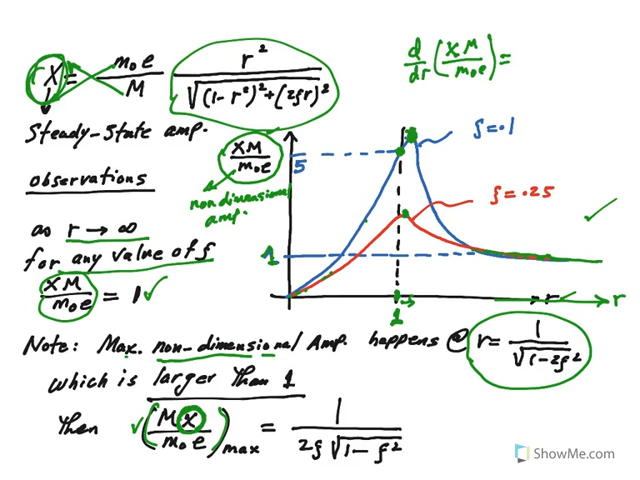 X = m₀e/M r²/√((1-r²)²+(2ζr)²)
d/dr (XM/m₀e) =
Steady-State amp.
XM/m₀e
non dimensional
amp.
5
1
ζ=.1
ζ=.25
1
r
observations
as r → ∞
for any value of ζ
XM/m₀e = 1 ✓
Note: Max. non-dimensional Amp. happens @ r = 1/√(1-2ζ²)
which is larger than 1
then (MX/m₀e)max = 1/(2ζ√(1-ζ²))
ShowMe.com